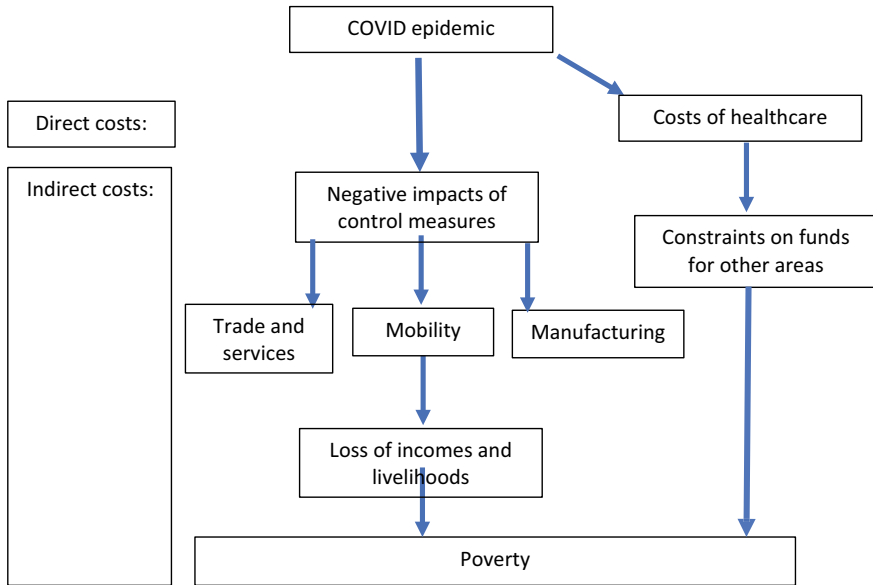 COVID epidemic
Direct costs:
Costs of healthcare
Indirect costs:
Negative impacts of
control measures
Constraints on funds
for other areas
Trade and
services
Mobility
Manufacturing
Loss of incomes and
livelihoods
Poverty